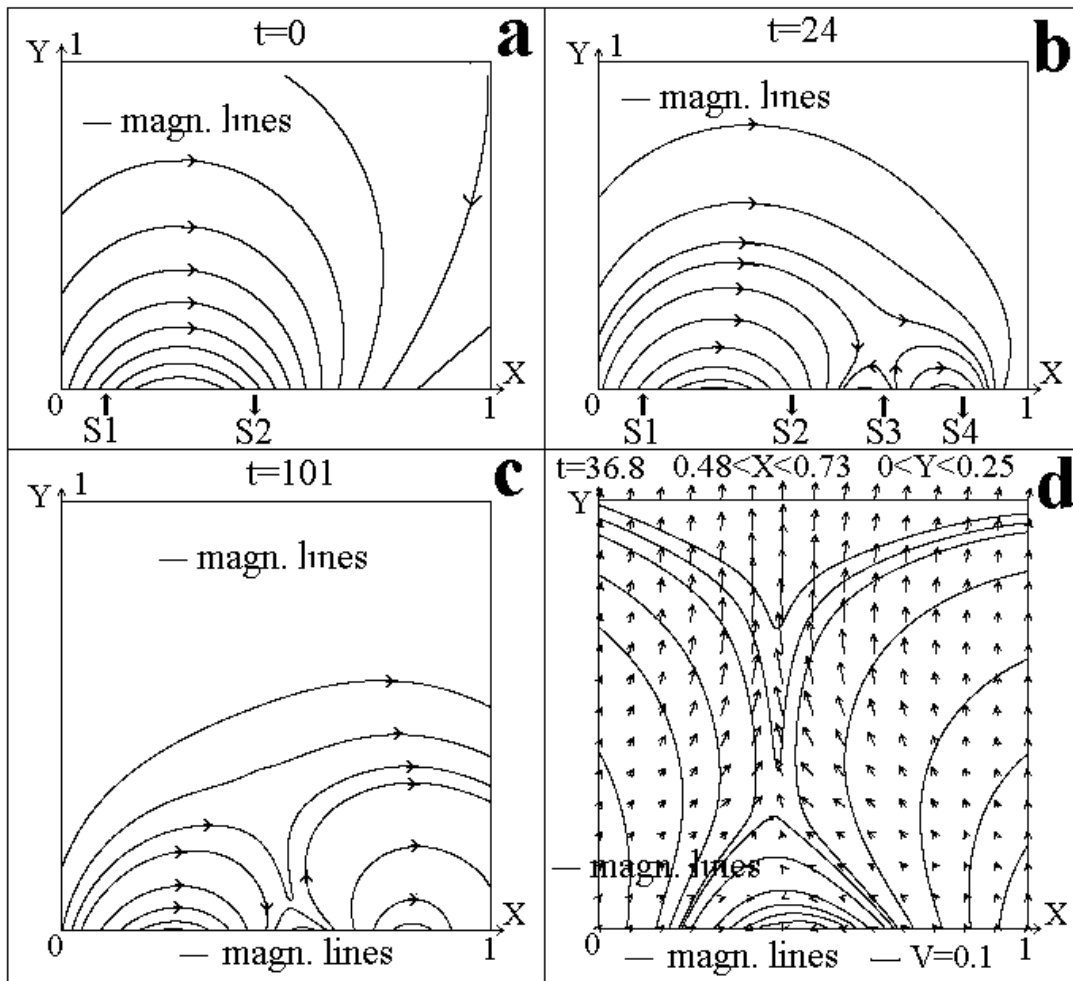 t=0
a
Y 1
— magn. lines
0 1 X
S1 S2
t=24
b
Y 1
— magn. lines
0 1 X
S1 S2 S3 S4
t=101
c
Y 1
— magn. lines
0 1 X
— magn. lines
t=36.8 0.48<X<0.73 0<Y<0.25
d
Y
— magn. lines
0 1 X
— magn. lines — V=0.1